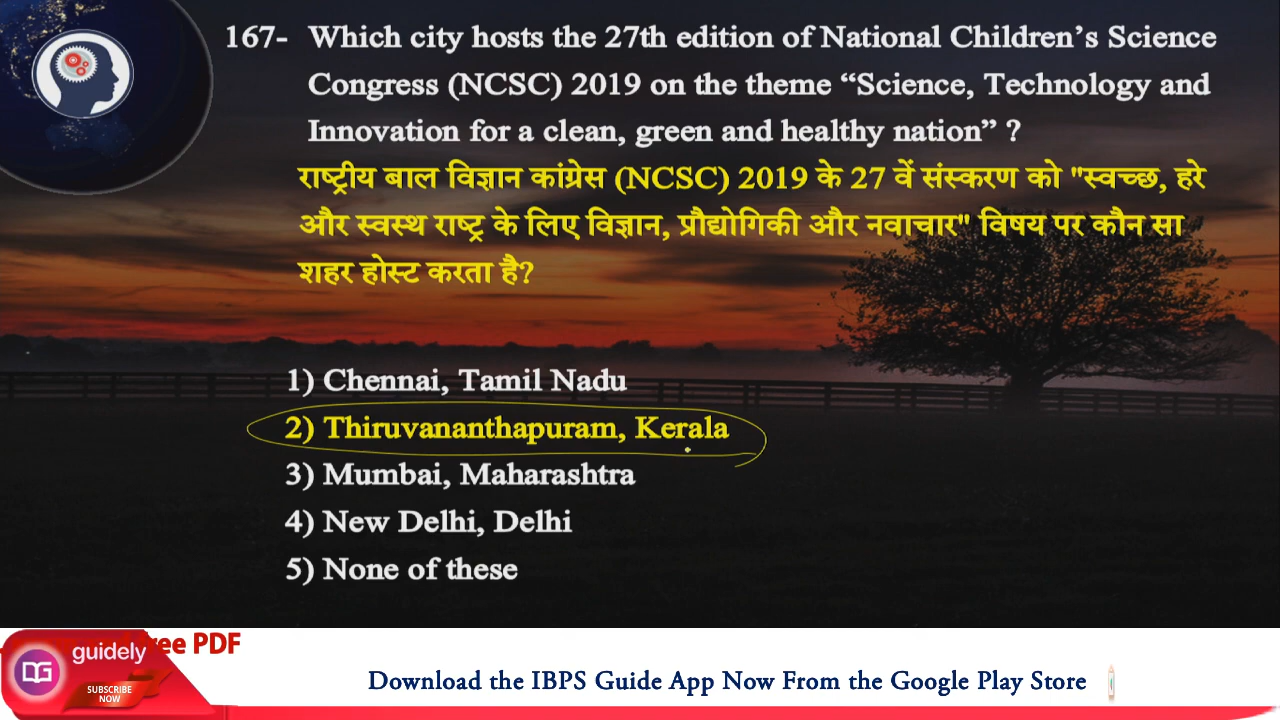 167- Which city hosts the 27th edition of National Children’s Science
Congress (NCSC) 2019 on the theme “Science, Technology and
Innovation for a clean, green and healthy nation” ?
राष्ट्रीय बाल विज्ञान कांग्रेस (NCSC) 2019 के 27 वें संस्करण को "स्वच्छ, हरे
और स्वस्थ राष्ट्र के लिए विज्ञान, प्रौद्योगिकी और नवाचार" विषय पर कौन सा
शहर होस्ट करता है?
1) Chennai, Tamil Nadu
2) Thiruvananthapuram, Kerala
3) Mumbai, Maharashtra
4) New Delhi, Delhi
5) None of these
PDF
guidely
SUBSCRIBE
NOW
Download the IBPS Guide App Now From the Google Play Store